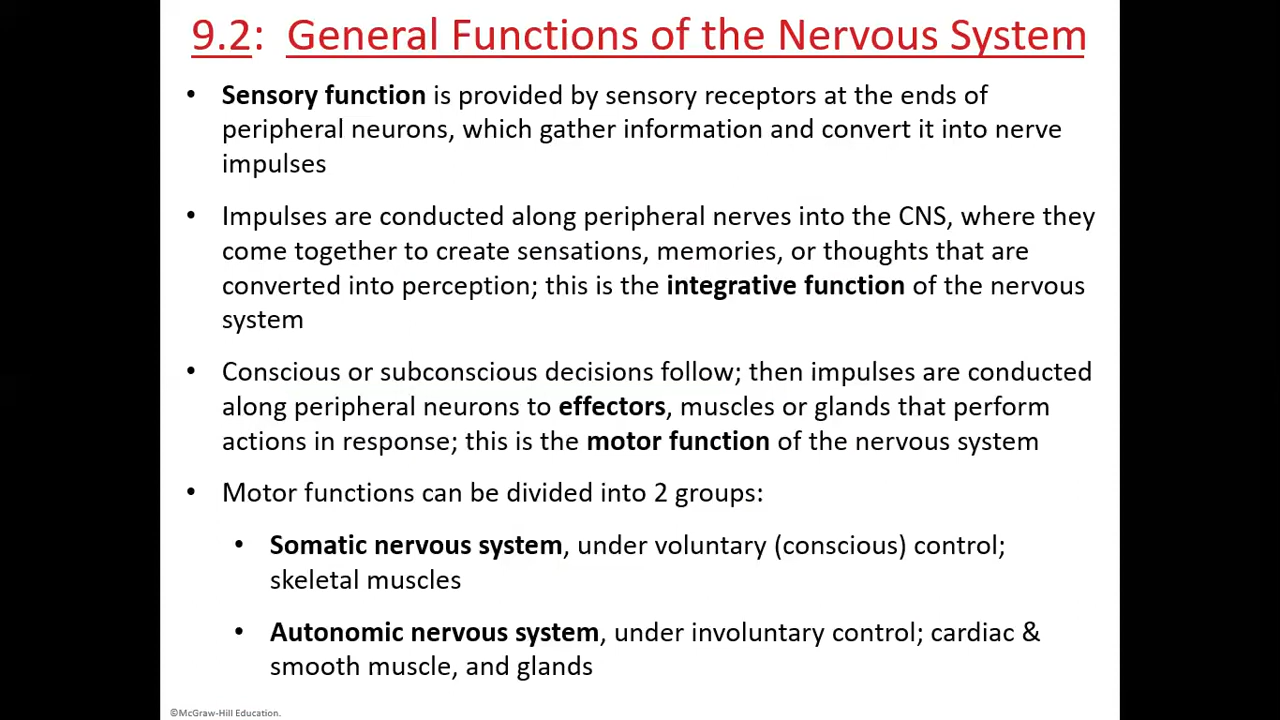 9.2: General Functions of the Nervous System
• Sensory function is provided by sensory receptors at the ends of
peripheral neurons, which gather information and convert it into nerve
impulses
• Impulses are conducted along peripheral nerves into the CNS, where they
come together to create sensations, memories, or thoughts that are
converted into perception; this is the integrative function of the nervous
system
• Conscious or subconscious decisions follow; then impulses are conducted
along peripheral neurons to effectors, muscles or glands that perform
actions in response; this is the motor function of the nervous system
• Motor functions can be divided into 2 groups:
• Somatic nervous system, under voluntary (conscious) control;
skeletal muscles
• Autonomic nervous system, under involuntary control; cardiac &
smooth muscle, and glands
©McGraw-Hill Education.